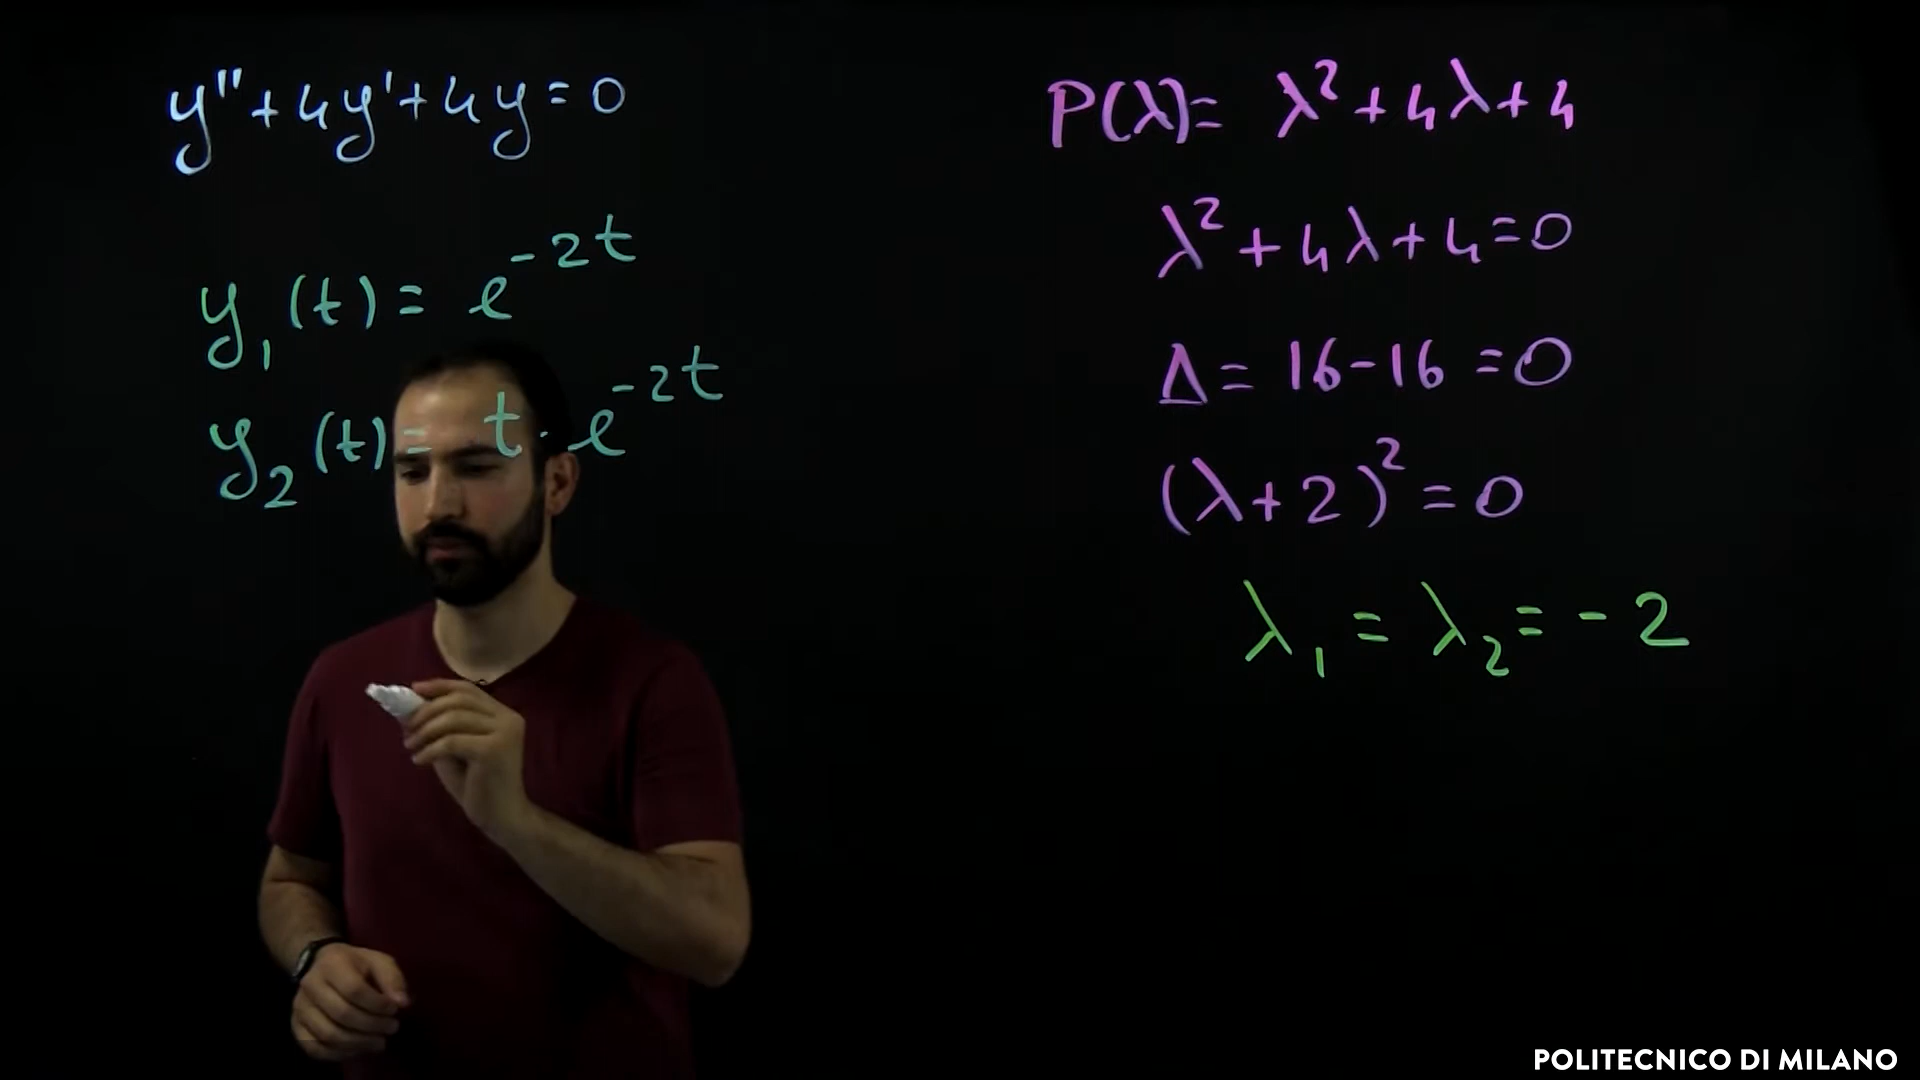 y'' + 4y' + 4y = 0
y₁(t) = e^{-2t}
y₂(t) = t · e^{-2t}
P(λ) = λ² + 4λ + 4
λ² + 4λ + 4 = 0
Δ = 16 - 16 = 0
(λ + 2)² = 0
λ₁ = λ₂ = -2
POLITECNICO DI MILANO